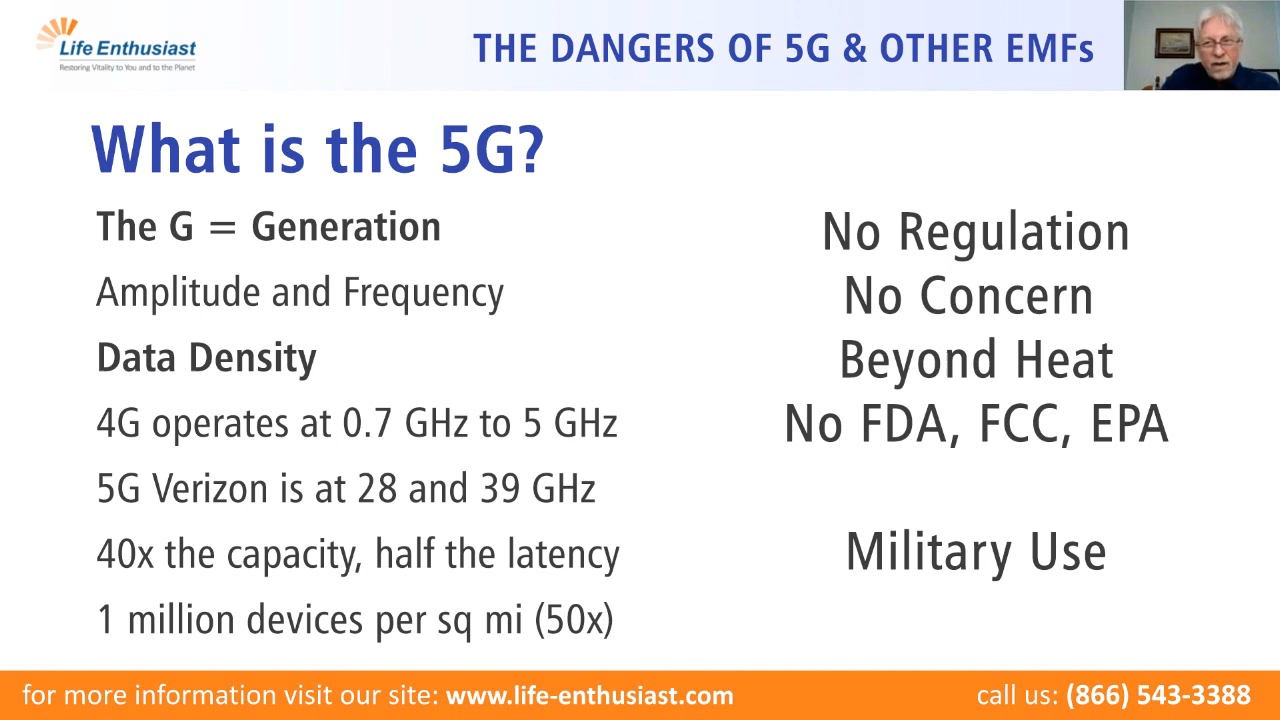 Life Enthusiast
Restoring Vitality to You and to the Planet
THE DANGERS OF 5G & OTHER EMFs
What is the 5G?
The G = Generation
Amplitude and Frequency
Data Density
4G operates at 0.7 GHz to 5 GHz
5G Verizon is at 28 and 39 GHz
40x the capacity, half the latency
1 million devices per sq mi (50x)
No Regulation
No Concern
Beyond Heat
No FDA, FCC, EPA
Military Use
for more information visit our site: www.life-enthusiast.com
call us: (866) 543-3388